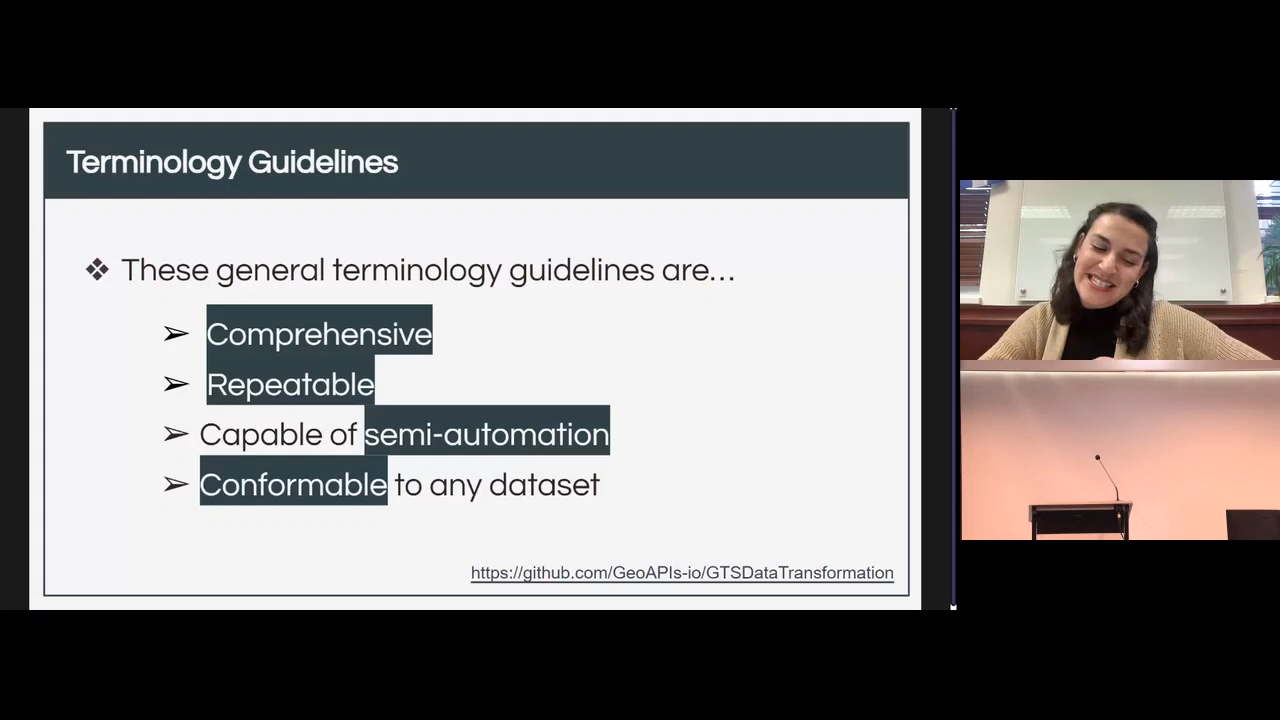 Terminology Guidelines
❖ These general terminology guidelines are…
➢ Comprehensive
➢ Repeatable
➢ Capable of semi-automation
➢ Conformable to any dataset
https://github.com/GeoAPIs-io/GTSDataTransformation